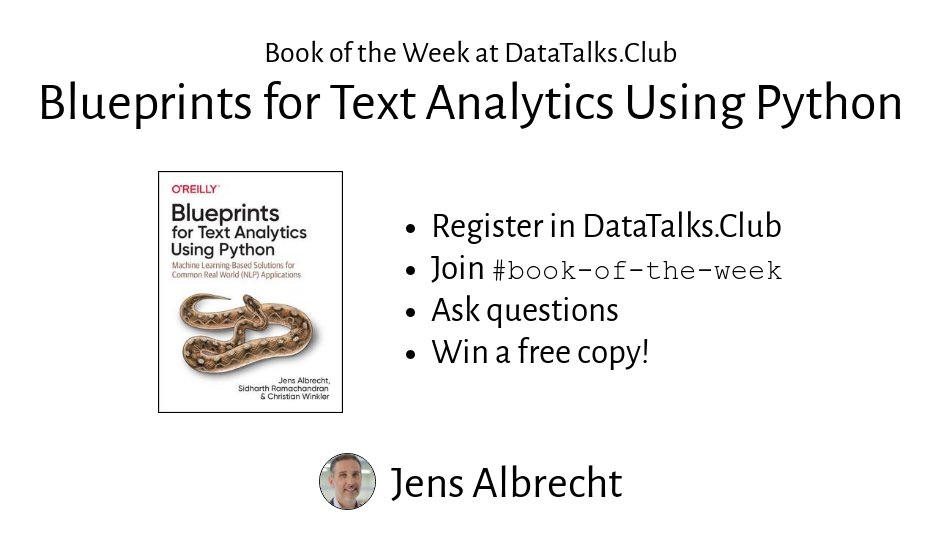 Book of the Week at DataTalks.Club
Blueprints for Text Analytics Using Python
O'REILLY
Blueprints
for Text Analytics
Using Python
Machine Learning-Based Solutions for
Common Real World (NLP) Applications
Jens Albrecht,
Sidharth Ramachandran
& Christian Winkler
• Register in DataTalks.Club
• Join #book-of-the-week
• Ask questions
• Win a free copy!
Jens Albrecht